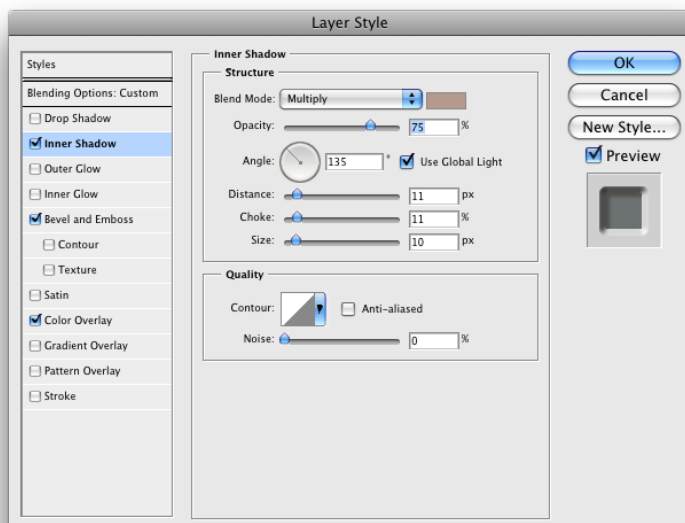 Layer Style
Styles
Blending Options: Custom
Drop Shadow
Inner Shadow
Outer Glow
Inner Glow
Bevel and Emboss
Contour
Texture
Satin
Color Overlay
Gradient Overlay
Pattern Overlay
Stroke
Inner Shadow
Structure
Blend Mode: Multiply
Opacity: 75 %
Angle: 135 ° Use Global Light
Distance: 11 px
Choke: 11 %
Size: 10 px
Quality
Contour: Anti-aliased
Noise: 0 %
OK
Cancel
New Style...
Preview